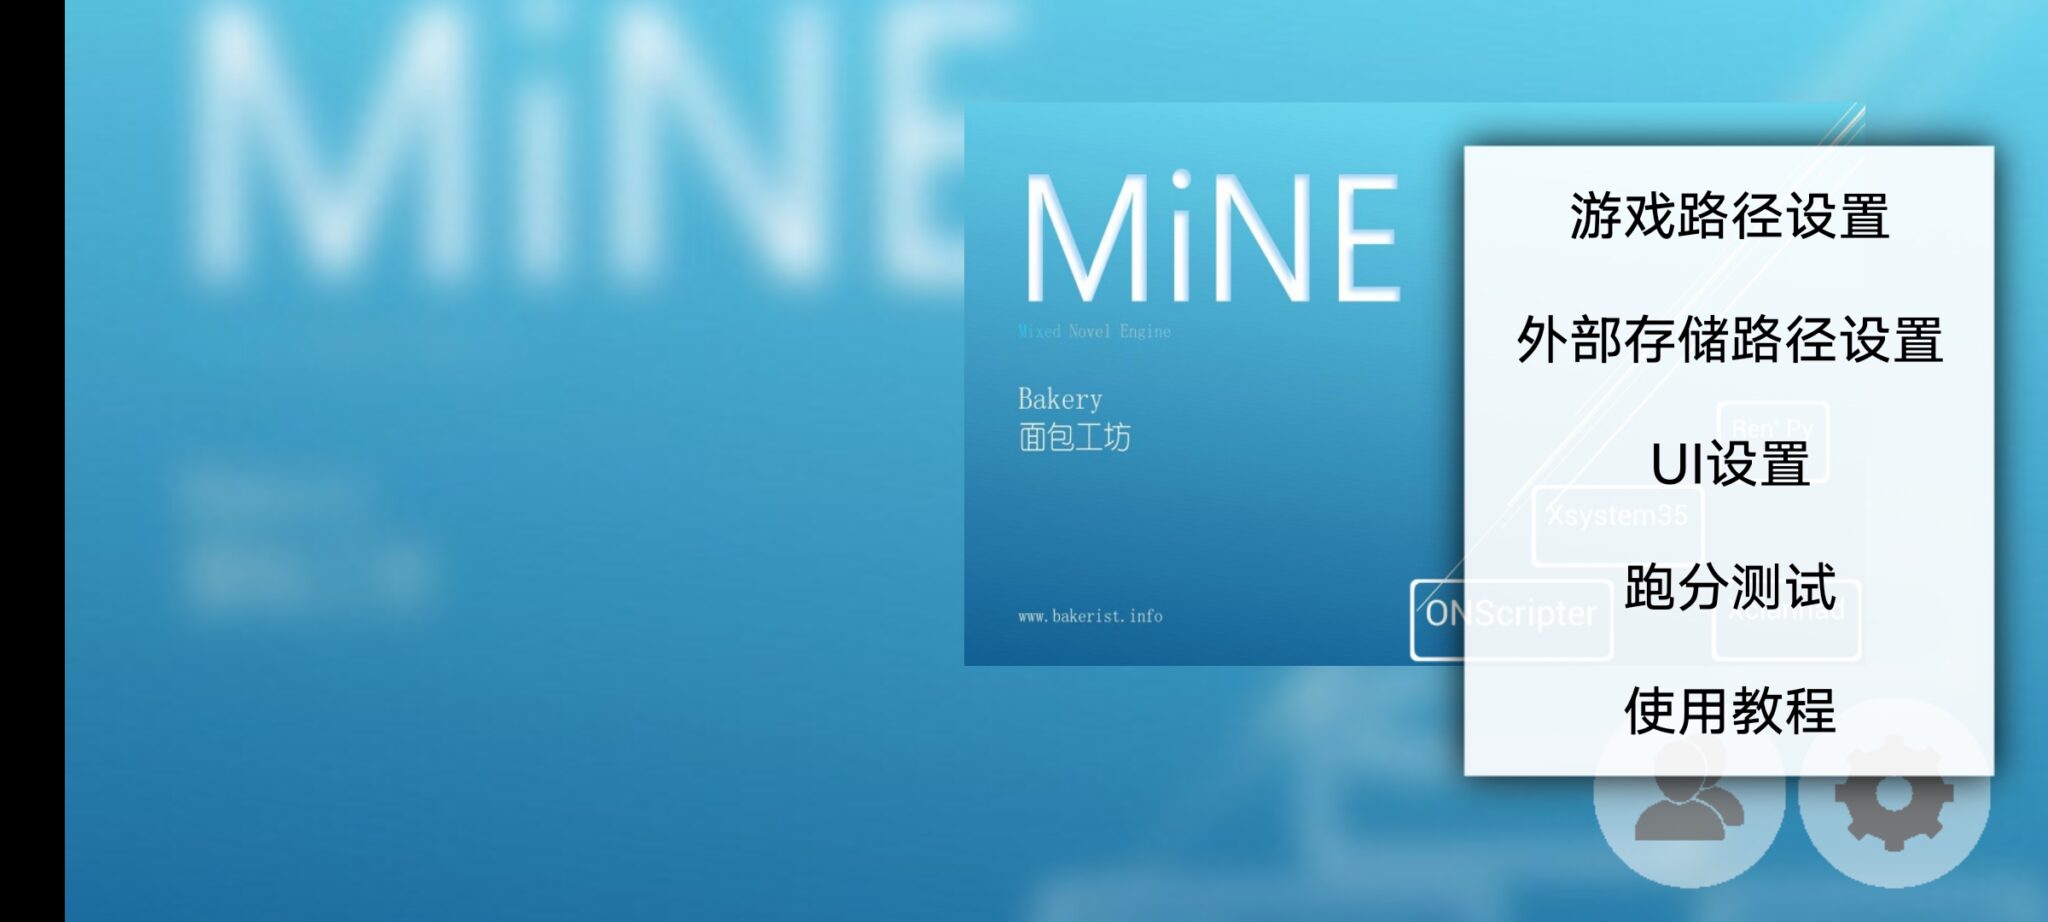 MiNE
MiNE
Mixed Novel Engine
Bakery
面包工坊
www.bakerist.info
游戏路径设置
外部存储路径设置
Ren' Py
UI设置
Xsystem35
跑分测试
ONScripter
使用教程